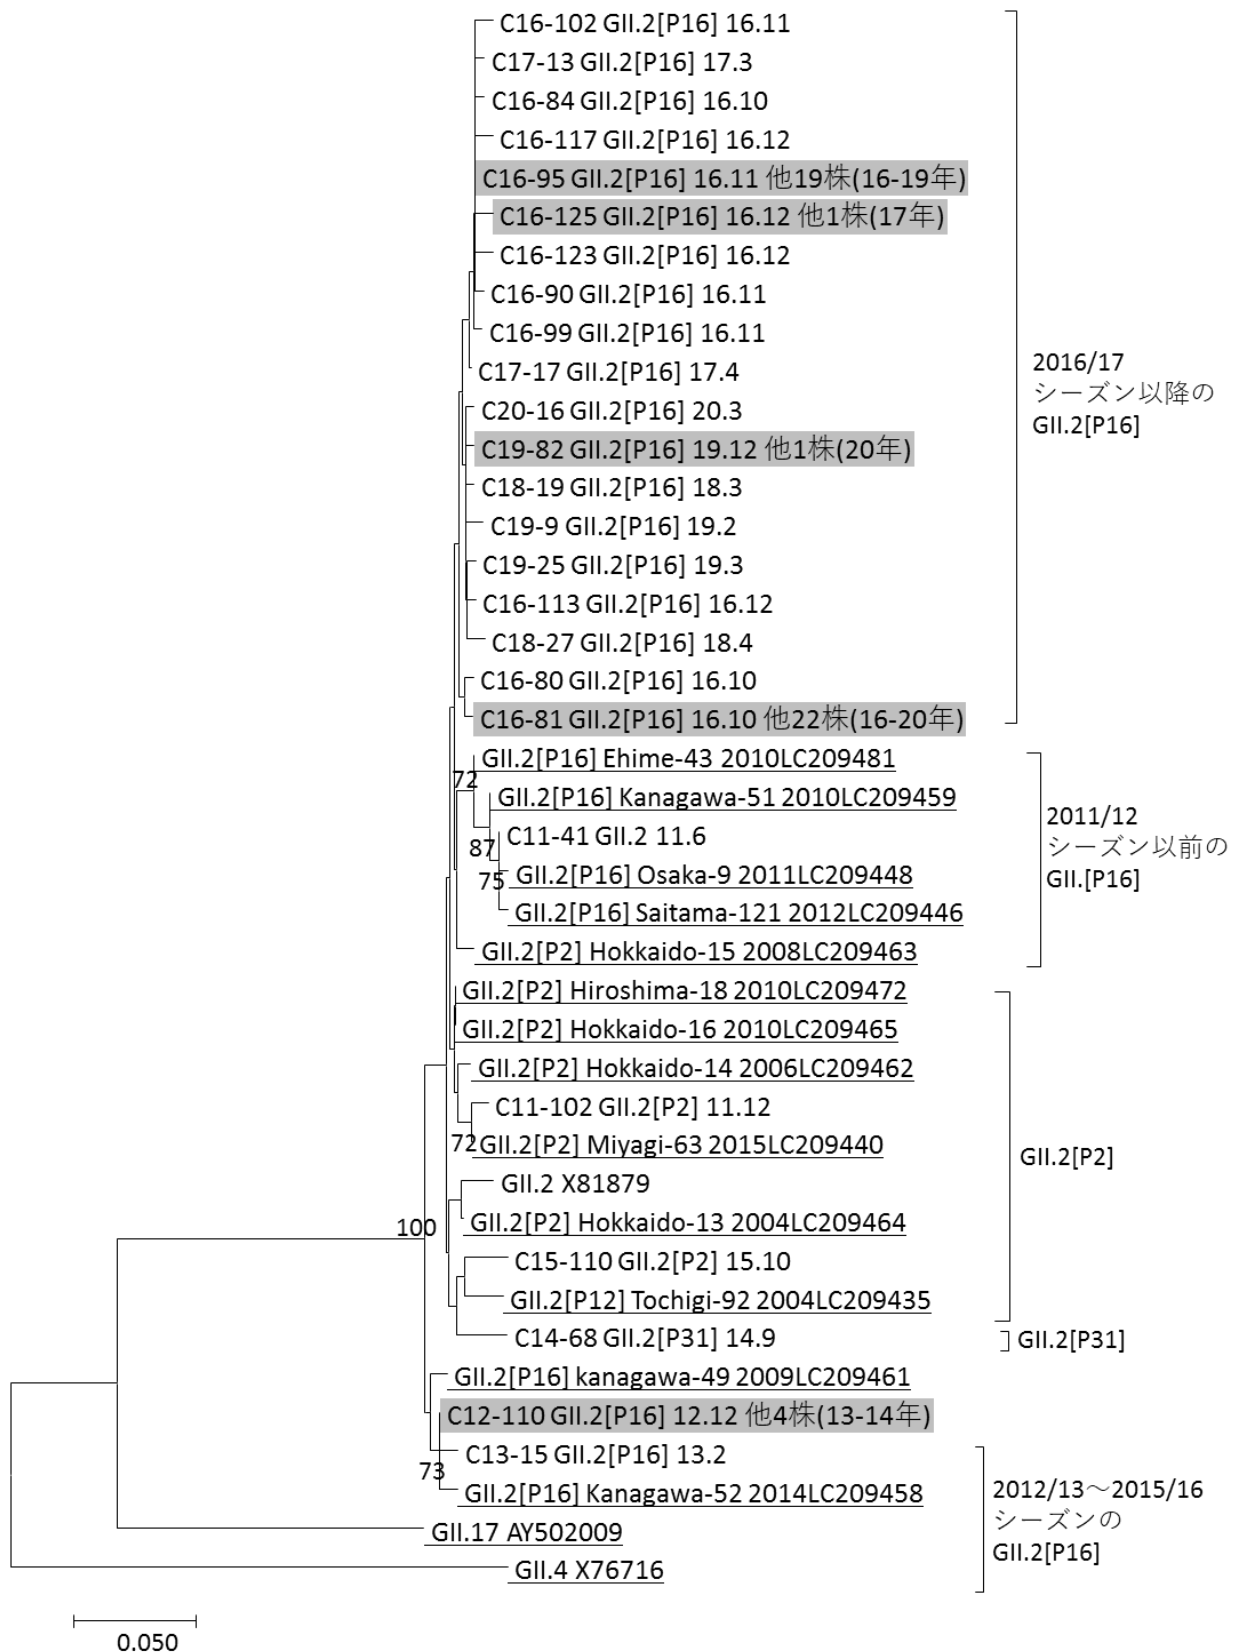 C16-102 GII.2[P16] 16.11
C17-13 GII.2[P16] 17.3
C16-84 GII.2[P16] 16.10
C16-117 GII.2[P16] 16.12
C16-95 GII.2[P16] 16.11 他19株(16-19年)
C16-125 GII.2[P16] 16.12 他1株(17年)
C16-123 GII.2[P16] 16.12
C16-90 GII.2[P16] 16.11
C16-99 GII.2[P16] 16.11
C17-17 GII.2[P16] 17.4
C20-16 GII.2[P16] 20.3
C19-82 GII.2[P16] 19.12 他1株(20年)
C18-19 GII.2[P16] 18.3
C19-9 GII.2[P16] 19.2
C19-25 GII.2[P16] 19.3
C16-113 GII.2[P16] 16.12
C18-27 GII.2[P16] 18.4
C16-80 GII.2[P16] 16.10
C16-81 GII.2[P16] 16.10 他22株(16-20年)
2016/17
シーズン以降の
GII.2[P16]
GII.2[P16] Ehime-43 2010LC209481
72
GII.2[P16] Kanagawa-51 2010LC209459
C11-41 GII.2 11.6
87
GII.2[P16] Osaka-9 2011LC209448
75
GII.2[P16] Saitama-121 2012LC209446
GII.2[P2] Hokkaido-15 2008LC209463
2011/12
シーズン以前の
GII.[P16]
GII.2[P2] Hiroshima-18 2010LC209472
GII.2[P2] Hokkaido-16 2010LC209465
GII.2[P2] Hokkaido-14 2006LC209462
C11-102 GII.2[P2] 11.12
72
GII.2[P2] Miyagi-63 2015LC209440
GII.2 X81879
GII.2[P2] Hokkaido-13 2004LC209464
100
C15-110 GII.2[P2] 15.10
GII.2[P12] Tochigi-92 2004LC209435
GII.2[P2]
C14-68 GII.2[P31] 14.9
GII.2[P31]
GII.2[P16] kanagawa-49 2009LC209461
C12-110 GII.2[P16] 12.12 他4株(13-14年)
C13-15 GII.2[P16] 13.2
73
GII.2[P16] Kanagawa-52 2014LC209458
GII.17 AY502009
GII.4 X76716
2012/13～2015/16
シーズンの
GII.2[P16]
0.050